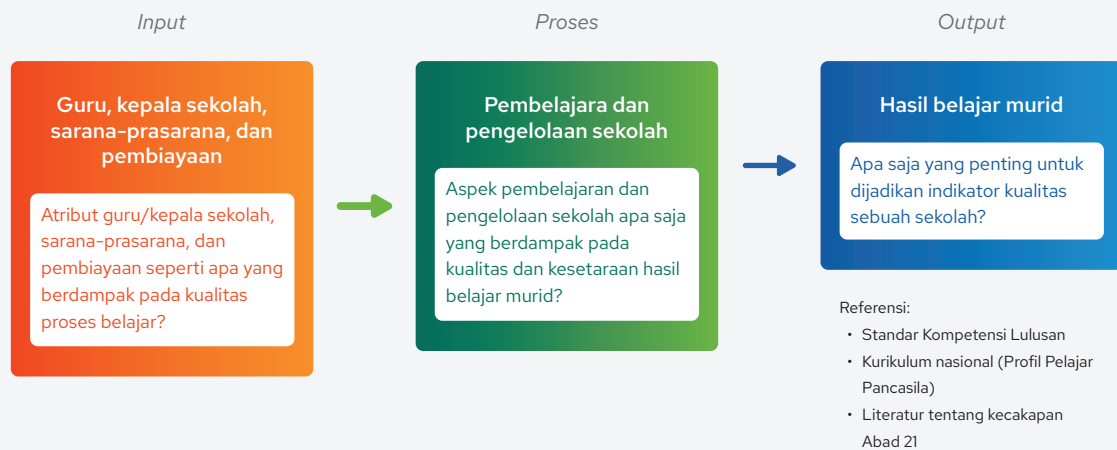 Input
Guru, kepala sekolah,
sarana-prasarana, dan
pembiayaan
Atribut guru/kepala sekolah,
sarana-prasarana, dan
pembiayaan seperti apa yang
berdampak pada kualitas
proses belajar?
Proses
Pembelajara dan
pengelolaan sekolah
Aspek pembelajaran dan
pengelolaan sekolah apa saja
yang berdampak pada
kualitas dan kesetaraan hasil
belajar murid?
Output
Hasil belajar murid
Apa saja yang penting untuk
dijadikan indikator kualitas
sebuah sekolah?
Referensi:
• Standar Kompetensi Lulusan
• Kurikulum nasional (Profil Pelajar
Pancasila)
• Literatur tentang kecakapan
Abad 21